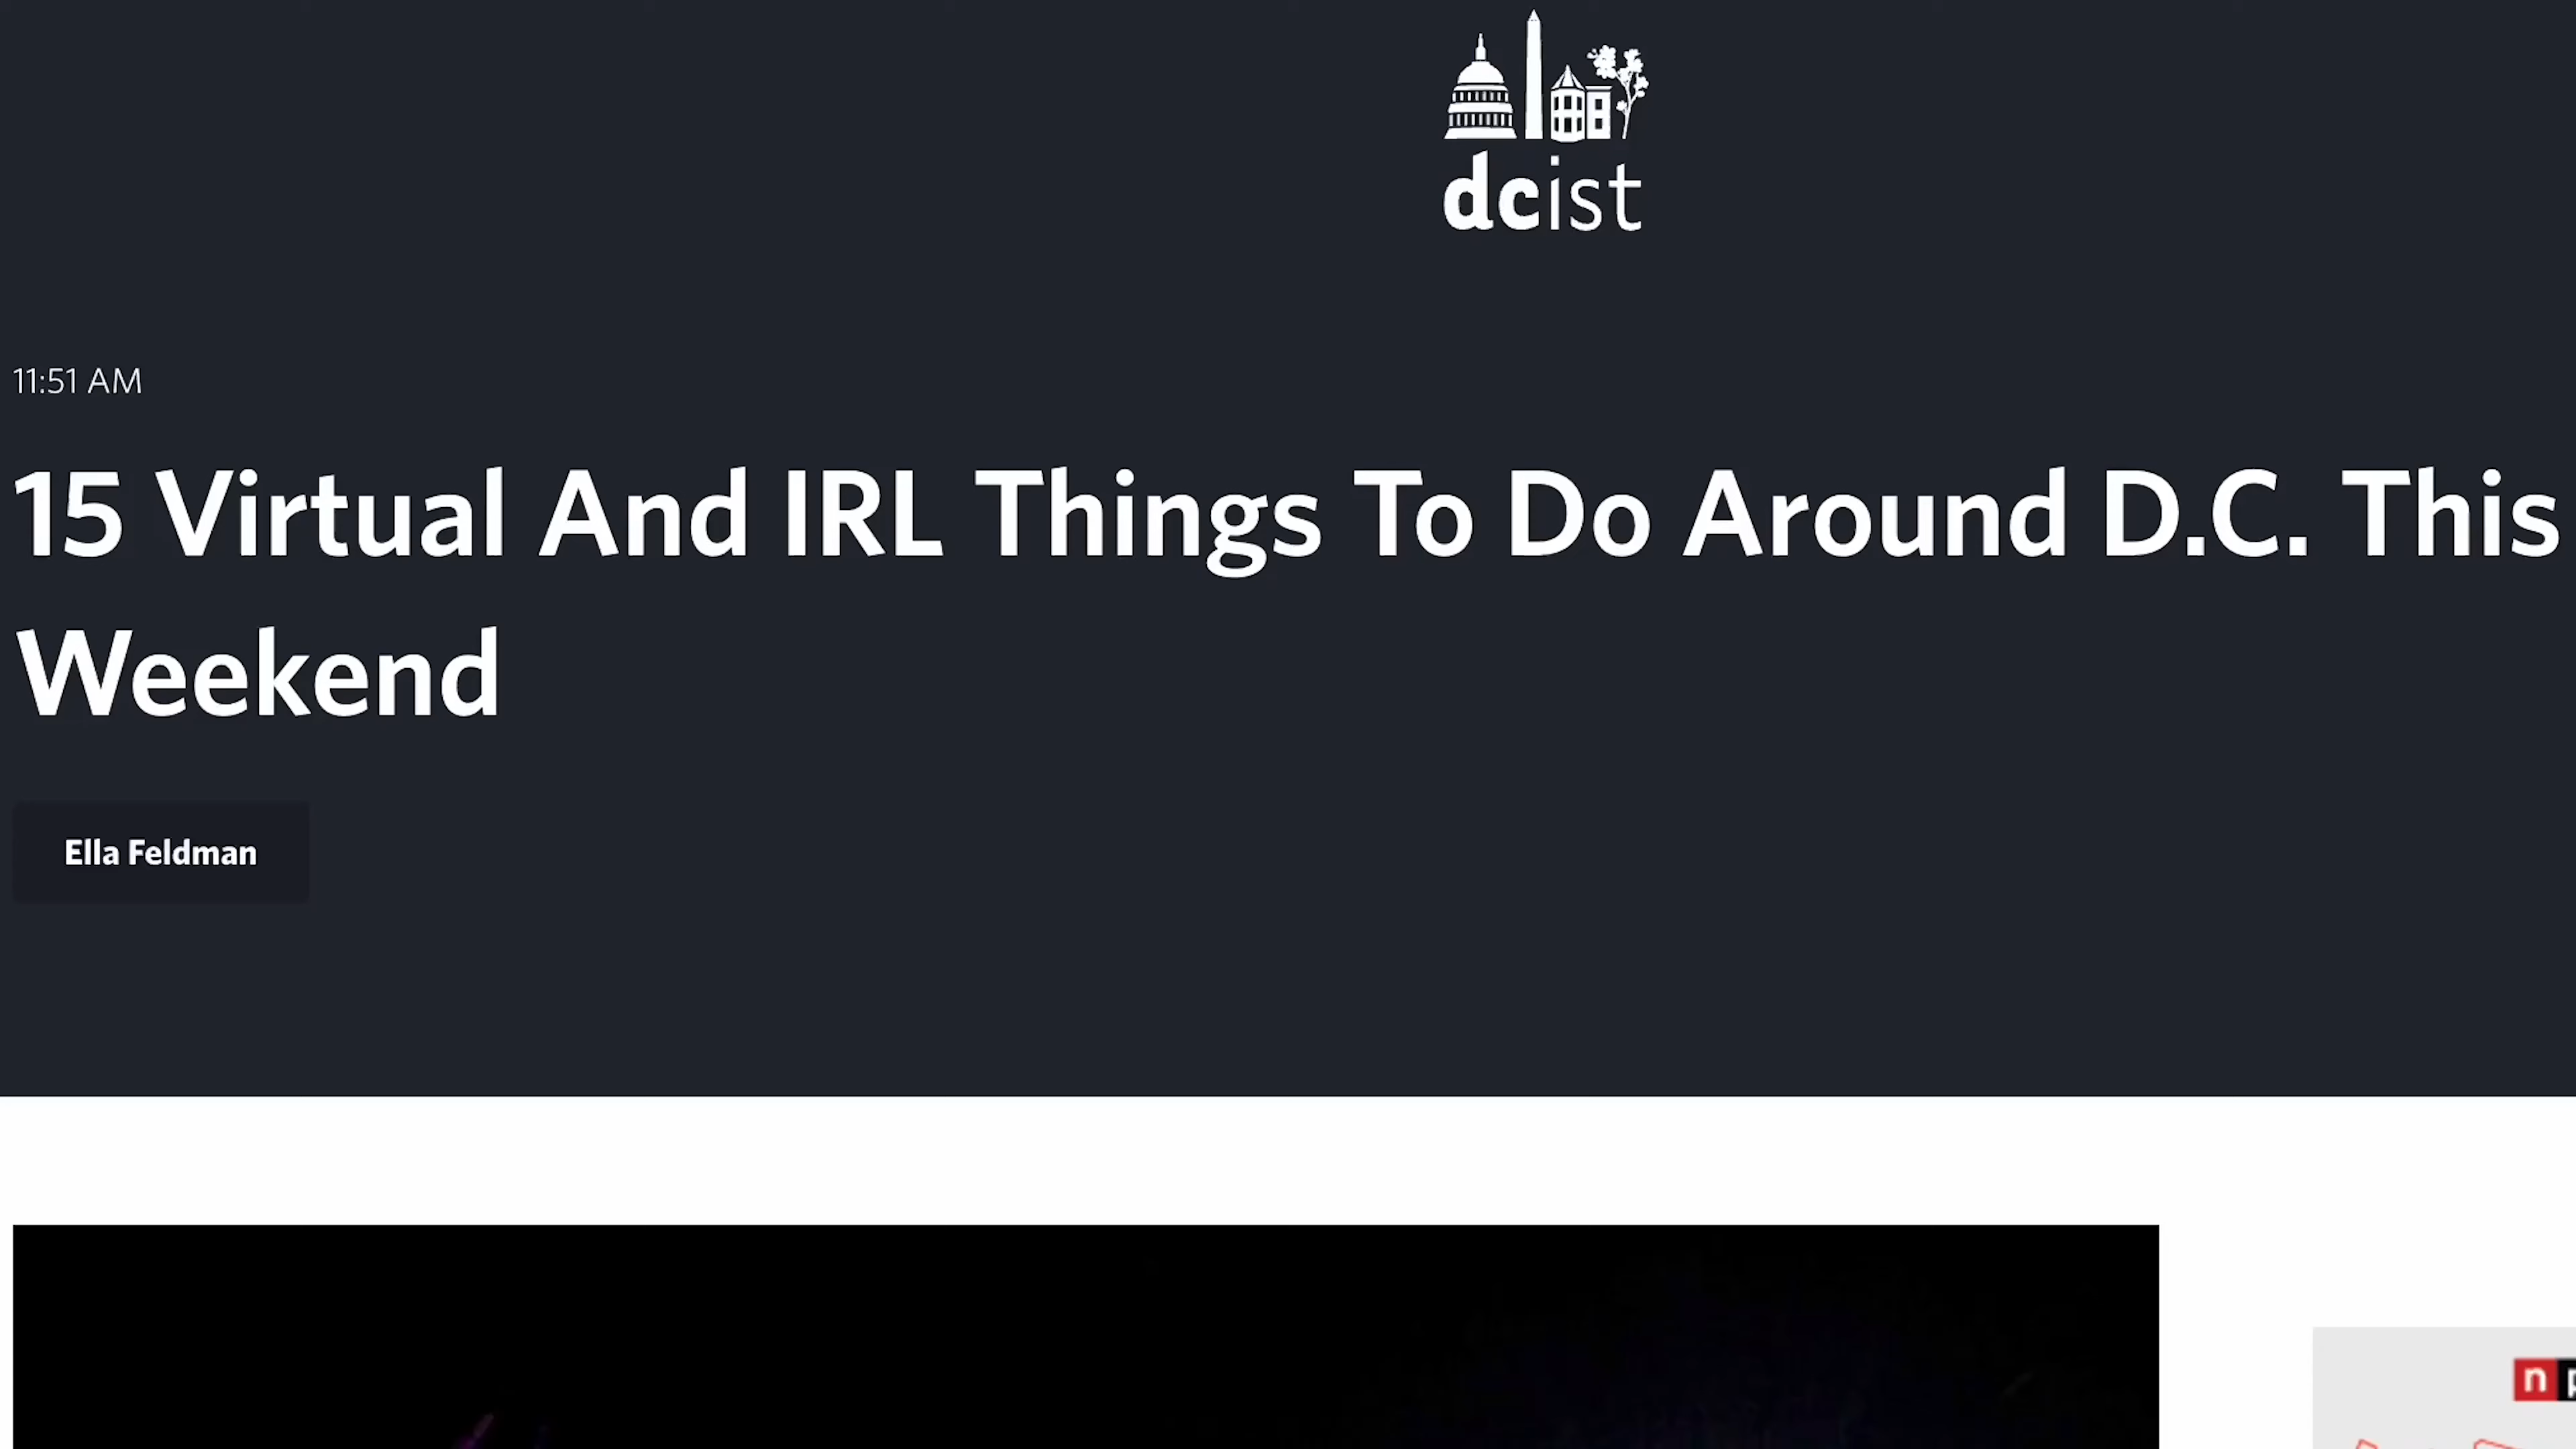 dcist
11:51 AM
15 Virtual And IRL Things To Do Around D.C. This
Weekend
Ella Feldman
n